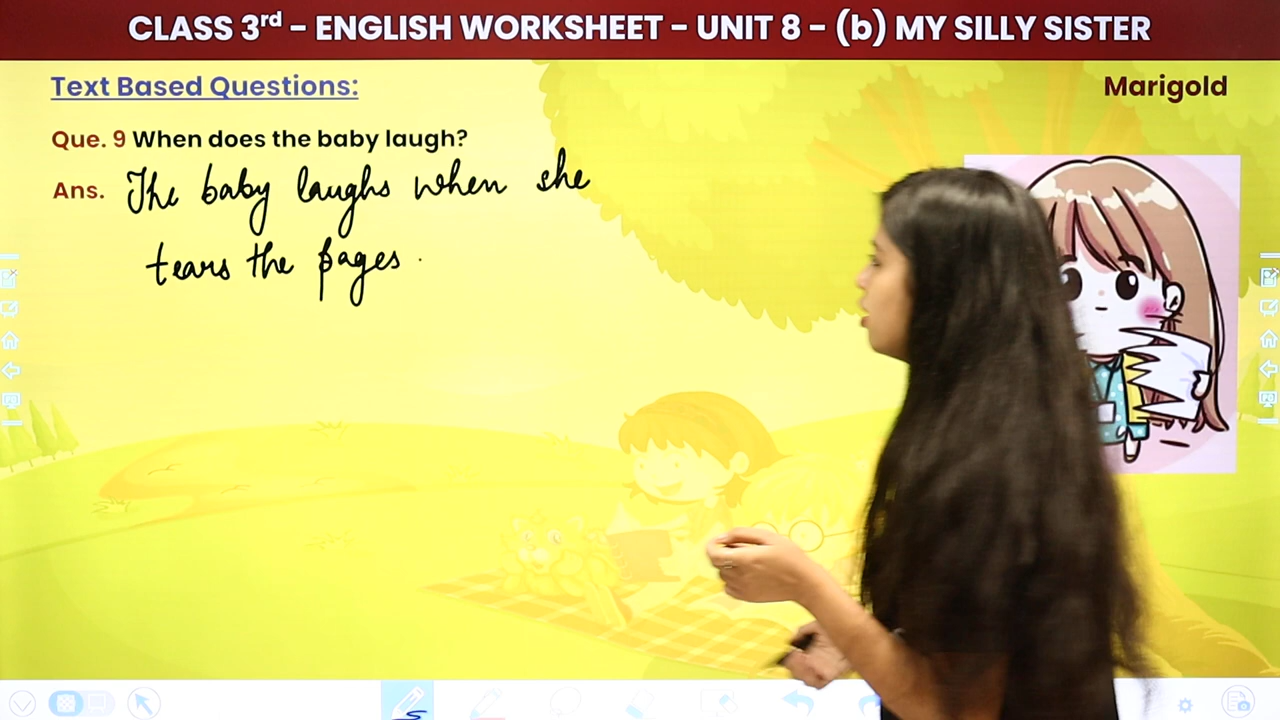 CLASS 3rd - ENGLISH WORKSHEET - UNIT 8 - (b) MY SILLY SISTER
Text Based Questions:
Marigold
Que. 9 When does the baby laugh?
Ans. The baby laughs when she
tears the pages.